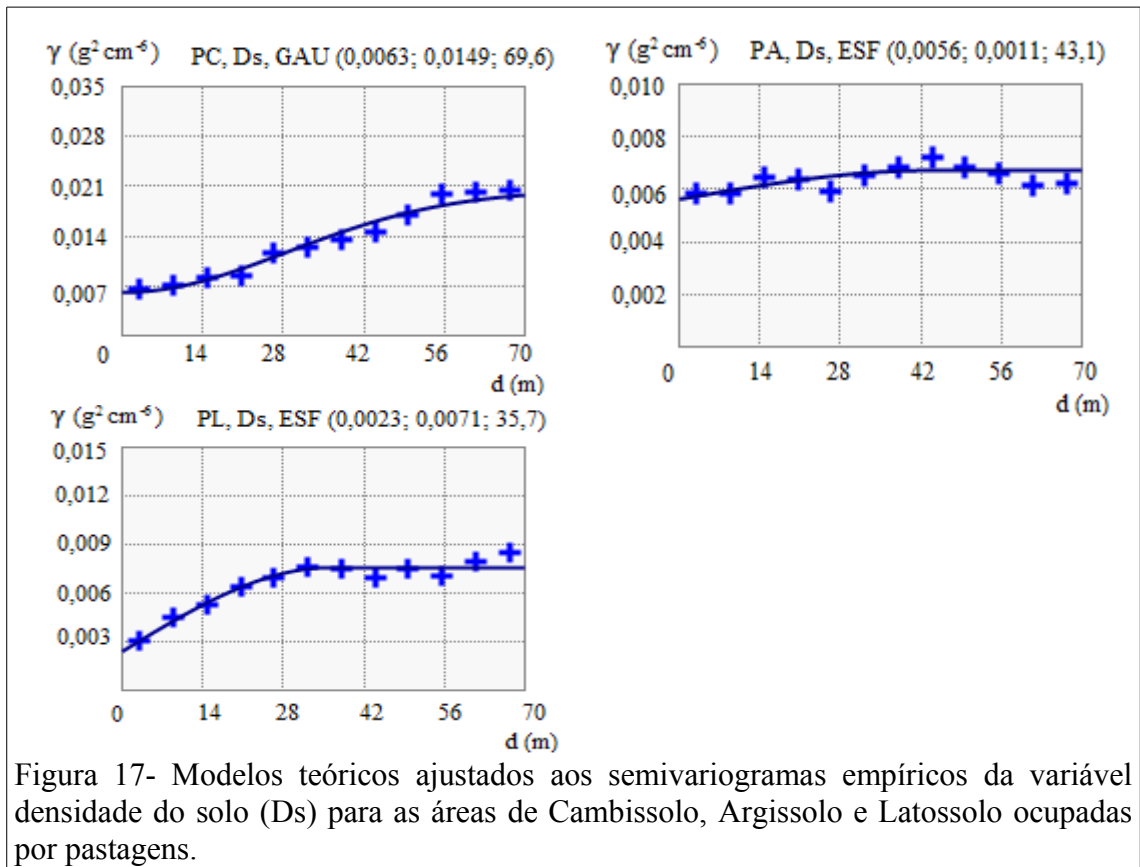 γ (g² cm⁻⁶) PC, Ds, GAU (0,0063; 0,0149; 69,6)
0,035
0,028
0,021
0,014
0,007
0 14 28 42 56 70
d (m)
γ (g² cm⁻⁶) PA, Ds, ESF (0,0056; 0,0011; 43,1)
0,010
0,008
0,006
0,004
0,002
0 14 28 42 56 70
d (m)
γ (g² cm⁻⁶) PL, Ds, ESF (0,0023; 0,0071; 35,7)
0,015
0,012
0,009
0,006
0,003
0 14 28 42 56 70
d (m)
Figura 17- Modelos teóricos ajustados aos semivariogramas empíricos da variável
densidade do solo (Ds) para as áreas de Cambissolo, Argissolo e Latossolo ocupadas
por pastagens.